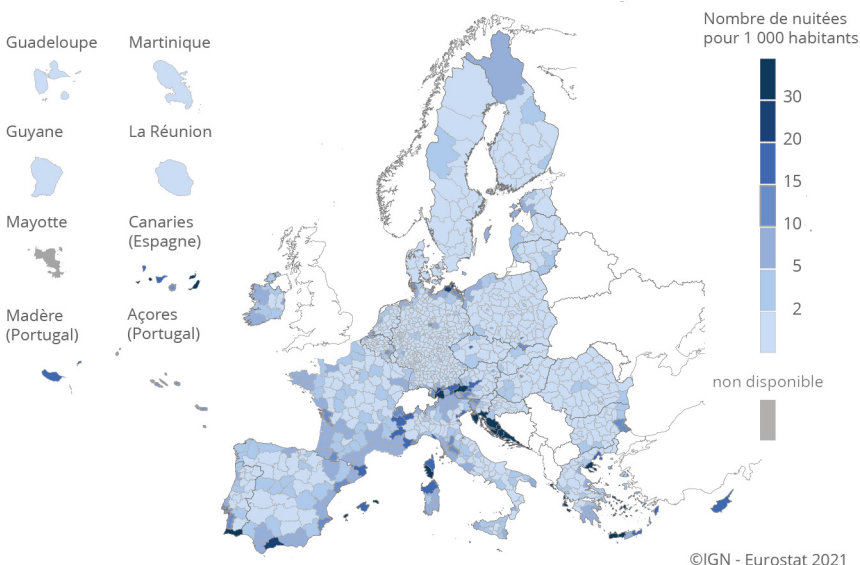 Nombre de nuitées
pour 1 000 habitants
Guadeloupe
Martinique
30
Guyane
La Réunion
20
15
Mayotte
Canaries
(Espagne)
10
5
Madère
(Portugal)
Açores
(Portugal)
2
non disponible
©IGN - Eurostat 2021